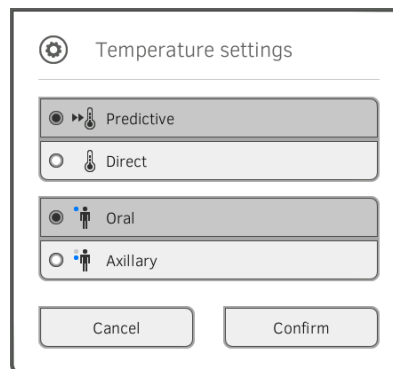 Temperature settings
Predictive
Direct
Oral
Axillary
Cancel
Confirm